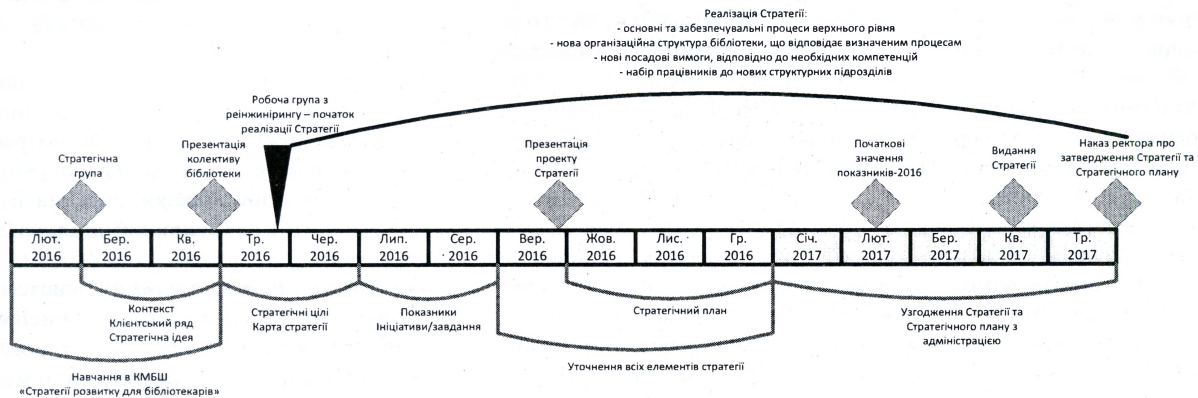 Реалізація Стратегії:
- основні та забезпечувальні процеси верхнього рівня
- нова організаційна структура бібліотеки, що відповідає визначеним процесам
- нові посадові вимоги, відповідно до необхідних компетенцій
- набір працівників до нових структурних підрозділів
Робоча група з
реінжинірингу – початок
реалізації Стратегії
Стратегічна
група
Презентація
колективу
бібліотеки
Презентація
проекту
Стратегії
Початкові
значення
показників-2016
Видання
Стратегії
Наказ ректора про
затвердження Стратегії та
Стратегічного плану
Лют.
2016
Бер.
2016
Кв.
2016
Тр.
2016
Чер.
2016
Лип.
2016
Сер.
2016
Вер.
2016
Жов.
2016
Лис.
2016
Гр.
2016
Січ.
2017
Лют.
2017
Бер.
2017
Кв.
2017
Тр.
2017
Контекст
Клієнтський ряд
Стратегічна ідея
Стратегічні цілі
Карта стратегії
Показники
Ініціативи/завдання
Стратегічний план
Узгодження Стратегії та
Стратегічного плану з
адміністрацією
Уточнення всіх елементів стратегії
Навчання в КМБШ
«Стратегії розвитку для бібліотекарів»